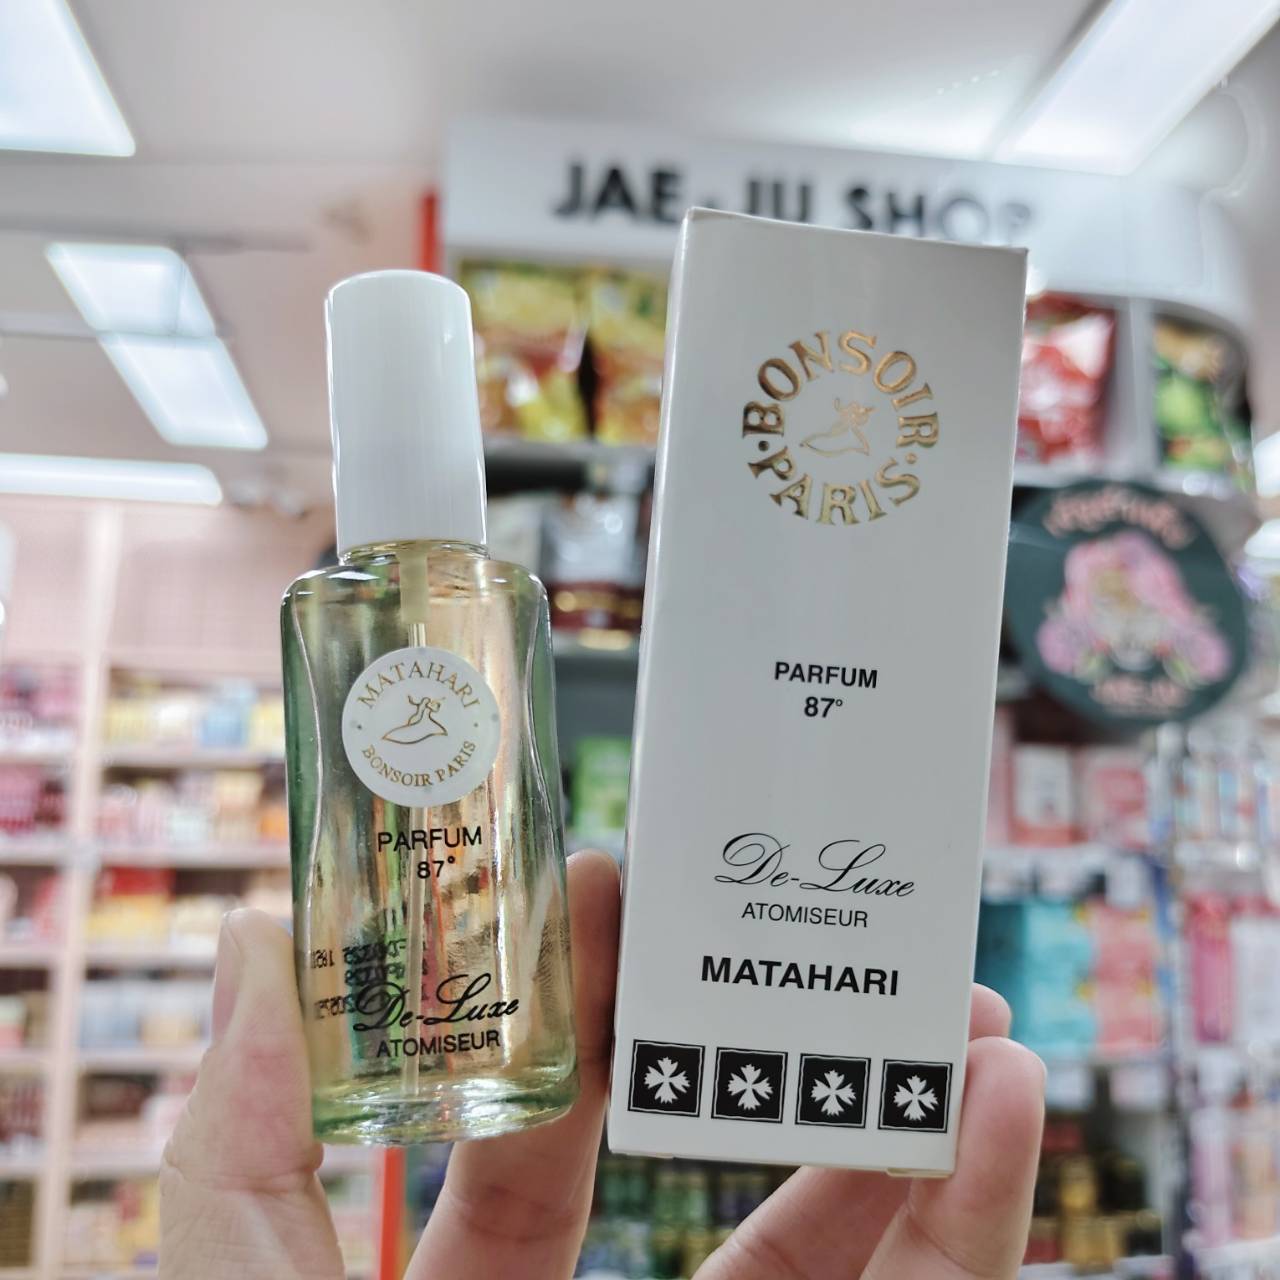 JAE-JU SHOP
MATAHARI
BONSOIR PARIS
PARFUM
87°
De-Luxe
ATOMISEUR
BONSOIR
PARIS
PARFUM
87°
De-Luxe
ATOMISEUR
MATAHARI